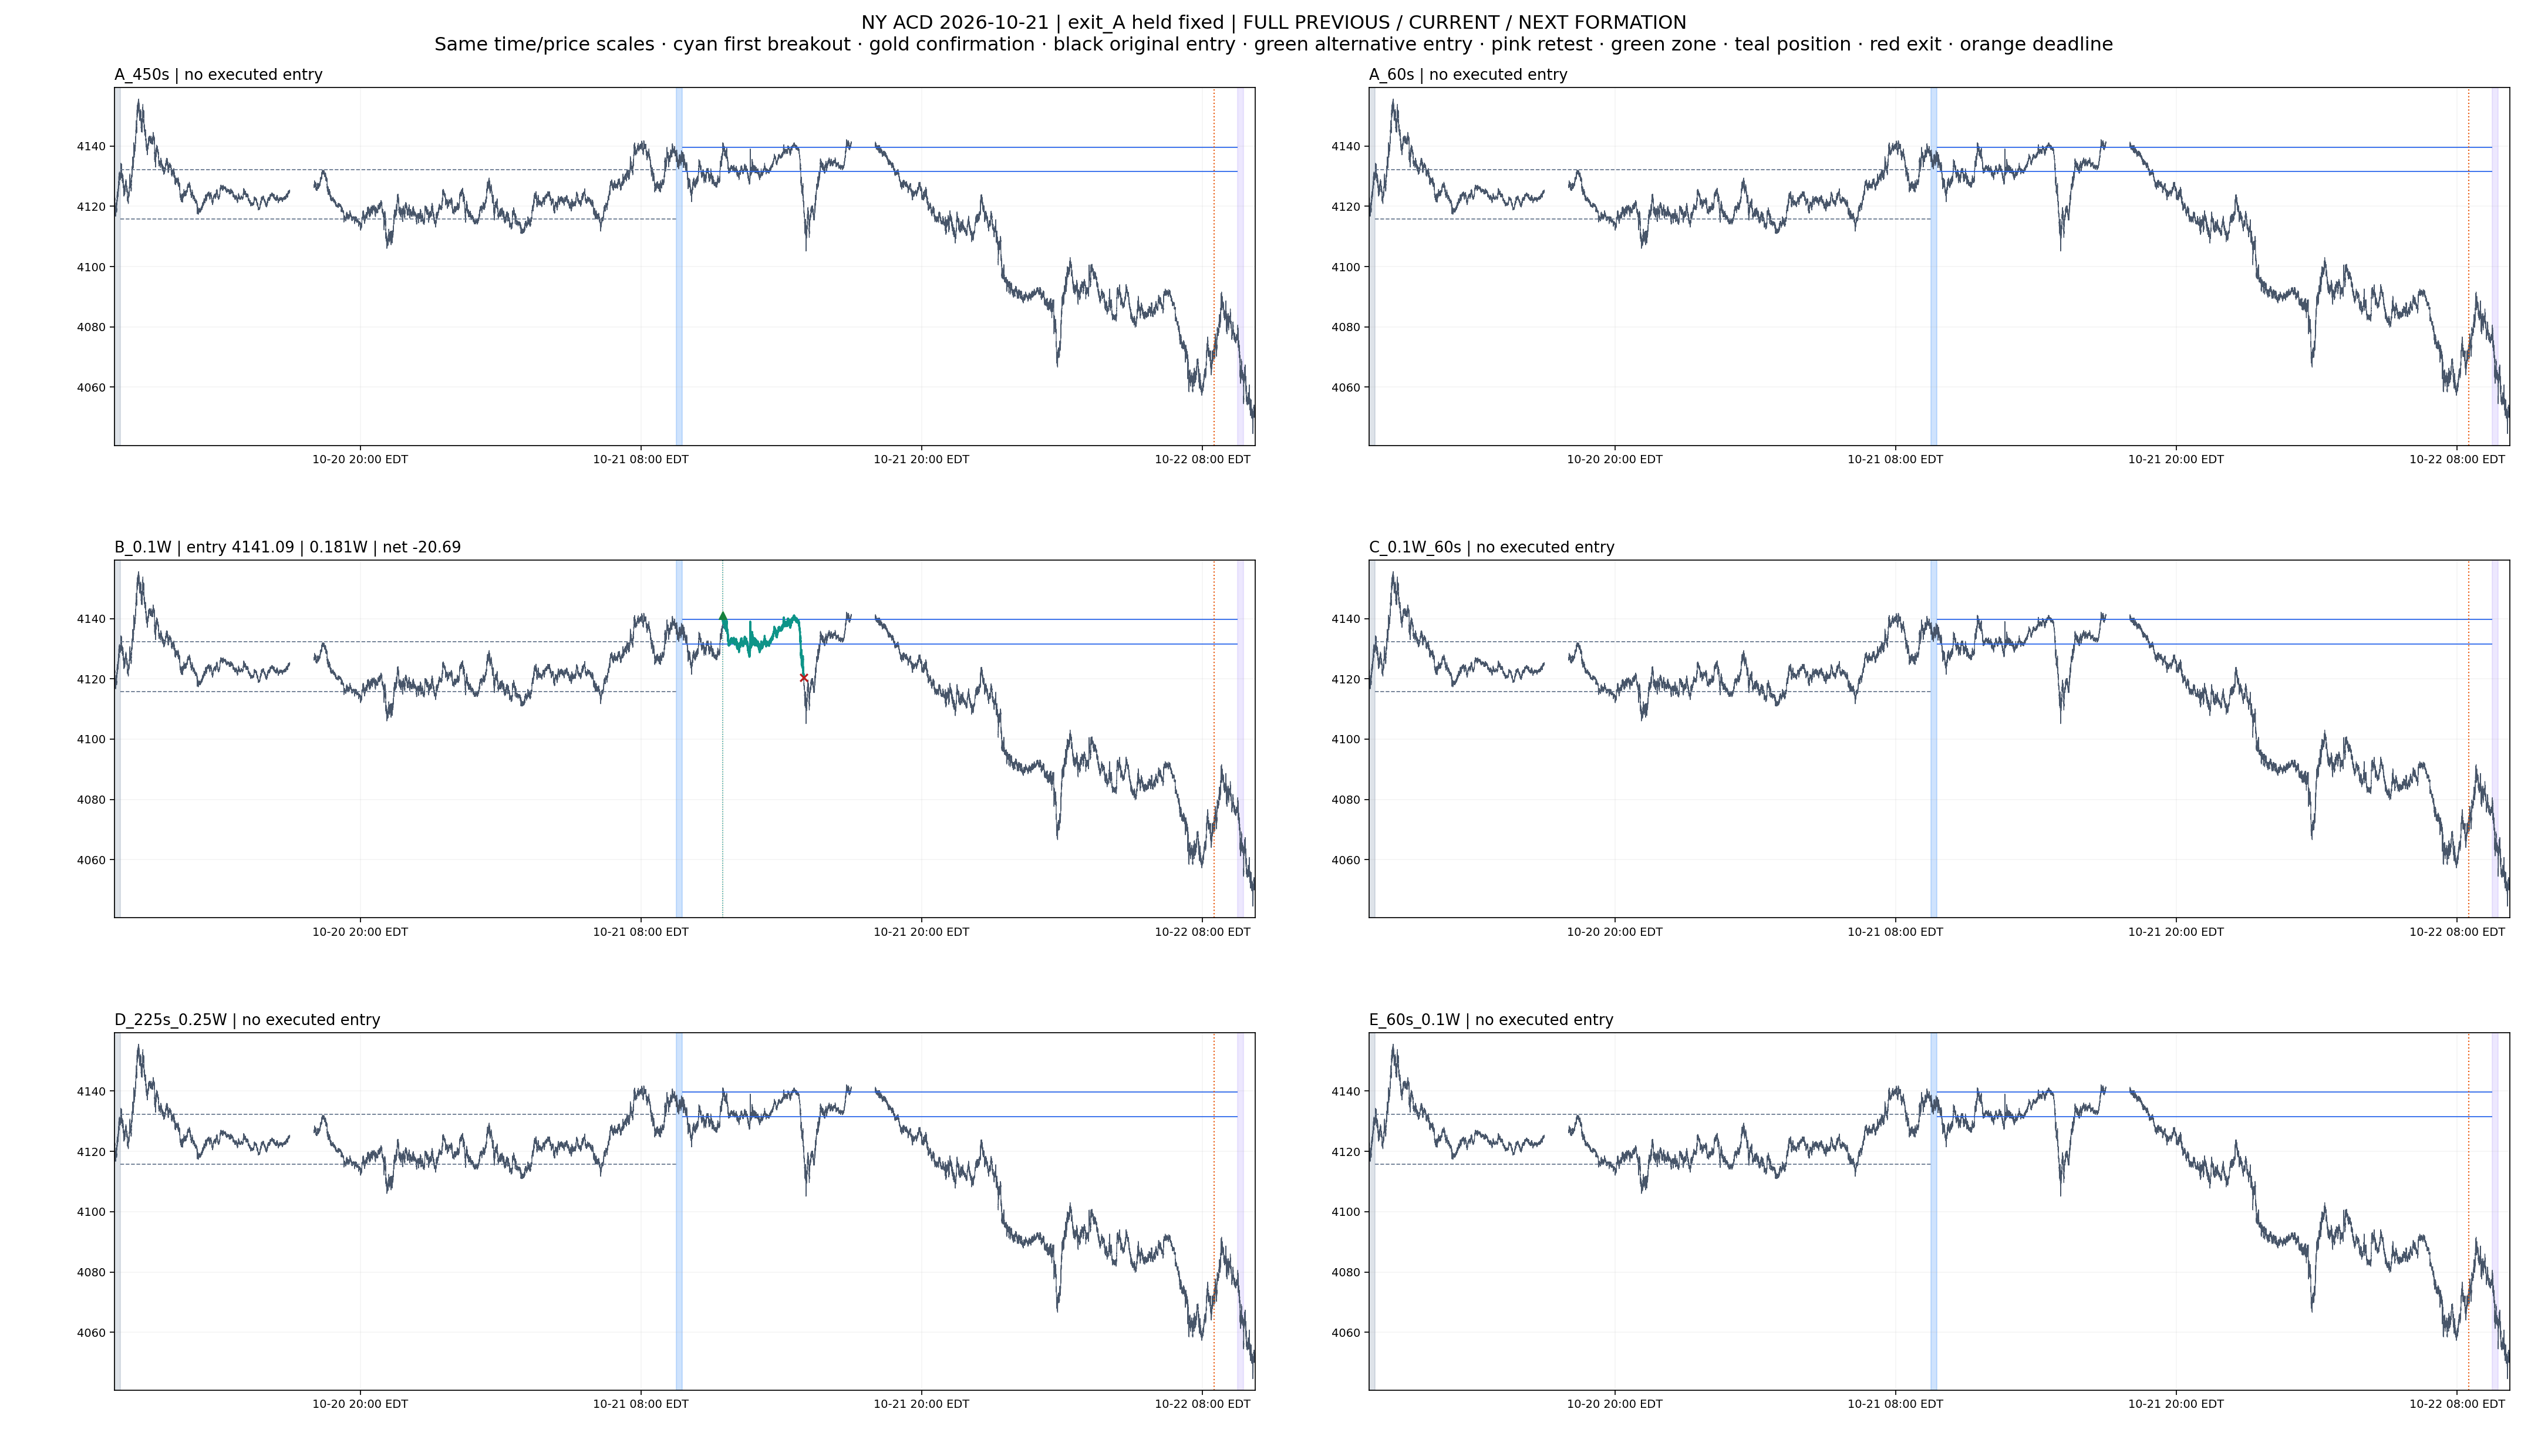 NY ACD 2026-10-21 | exit_A held fixed | FULL PREVIOUS / CURRENT / NEXT FORMATION
Same time/price scales · cyan first breakout · gold confirmation · black original entry · green alternative entry · pink retest · green zone · teal position · red exit · orange deadline
A_450s | no executed entry
4140
4120
4100
4080
4060
10-20 20:00 EDT
10-21 08:00 EDT
10-21 20:00 EDT
10-22 08:00 EDT
A_60s | no executed entry
4140
4120
4100
4080
4060
10-20 20:00 EDT
10-21 08:00 EDT
10-21 20:00 EDT
10-22 08:00 EDT
B_0.1W | entry 4141.09 | 0.181W | net -20.69
4140
4120
4100
4080
4060
10-20 20:00 EDT
10-21 08:00 EDT
10-21 20:00 EDT
10-22 08:00 EDT
C_0.1W_60s | no executed entry
4140
4120
4100
4080
4060
10-20 20:00 EDT
10-21 08:00 EDT
10-21 20:00 EDT
10-22 08:00 EDT
D_225s_0.25W | no executed entry
4140
4120
4100
4080
4060
10-20 20:00 EDT
10-21 08:00 EDT
10-21 20:00 EDT
10-22 08:00 EDT
E_60s_0.1W | no executed entry
4140
4120
4100
4080
4060
10-20 20:00 EDT
10-21 08:00 EDT
10-21 20:00 EDT
10-22 08:00 EDT